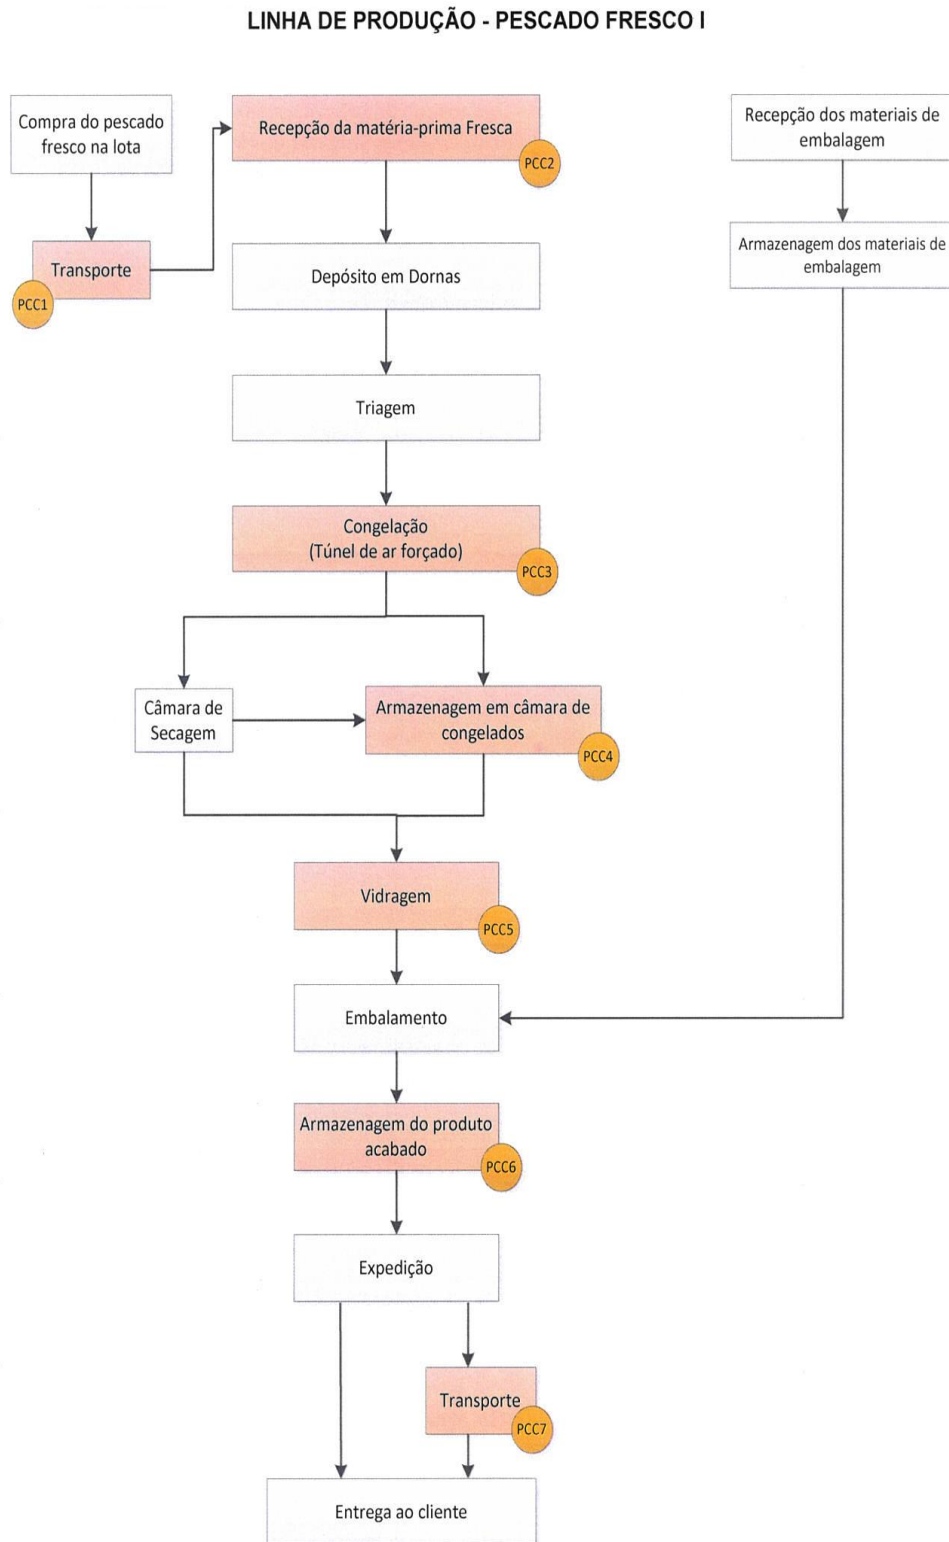 LINHA DE PRODUÇÃO - PESCADO FRESCO I
Compra do pescado
fresco na lota
Recepção da matéria-prima Fresca
PCC2
Recepção dos materiais de
embalagem
Transporte
PCC1
Depósito em Dornas
Armazenagem dos materiais de
embalagem
Triagem
Congelação
(Túnel de ar forçado)
PCC3
Câmara de
Secagem
Armazenagem em câmara de
congelados
PCC4
Vidragem
PCC5
Embalamento
Armazenagem do produto
acabado
PCC6
Expedição
Transporte
PCC7
Entrega ao cliente